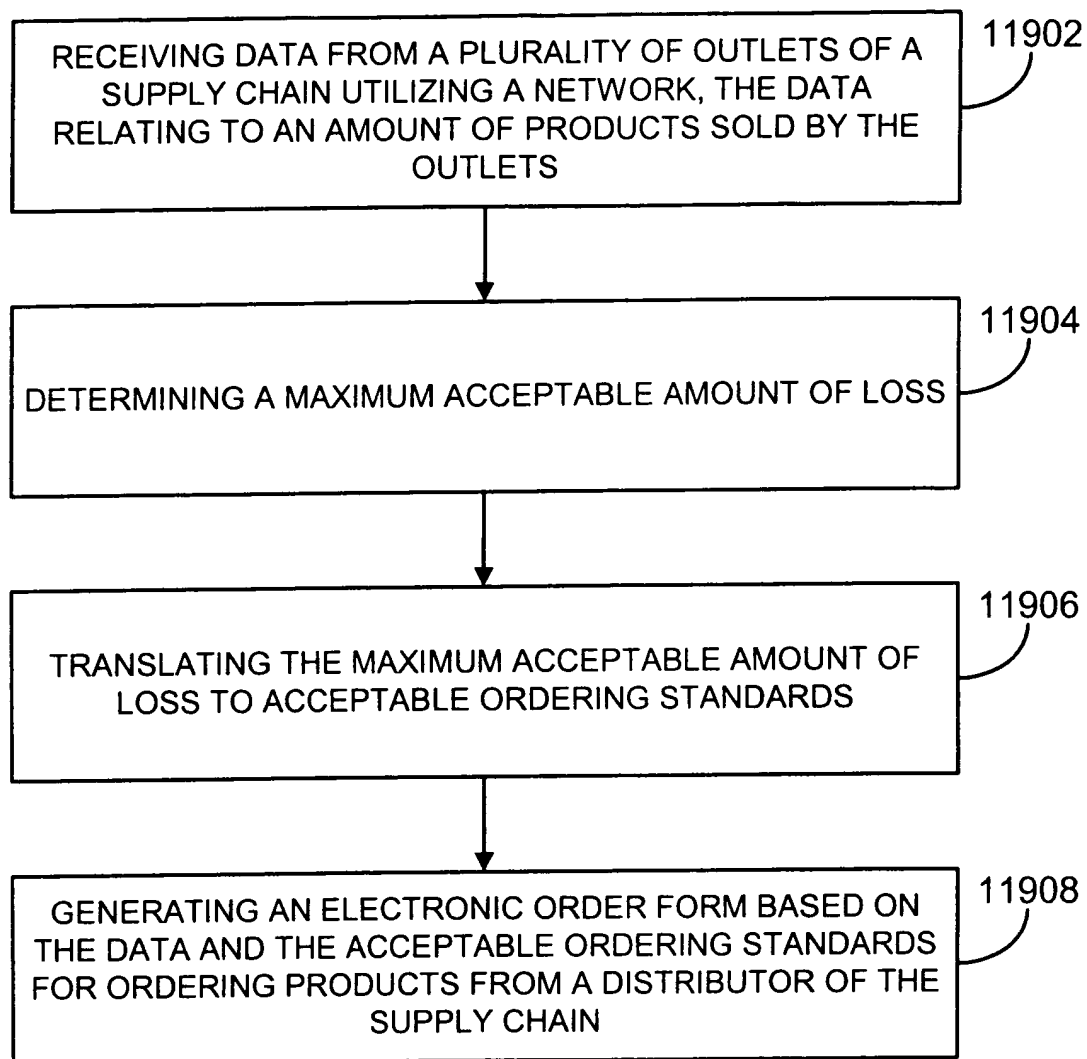 RECEIVING DATA FROM A PLURALITY OF OUTLETS OF A
SUPPLY CHAIN UTILIZING A NETWORK, THE DATA
RELATING TO AN AMOUNT OF PRODUCTS SOLD BY THE
OUTLETS
11902
DETERMINING A MAXIMUM ACCEPTABLE AMOUNT OF LOSS
11904
TRANSLATING THE MAXIMUM ACCEPTABLE AMOUNT OF
LOSS TO ACCEPTABLE ORDERING STANDARDS
11906
GENERATING AN ELECTRONIC ORDER FORM BASED ON
THE DATA AND THE ACCEPTABLE ORDERING STANDARDS
FOR ORDERING PRODUCTS FROM A DISTRIBUTOR OF THE
SUPPLY CHAIN
11908